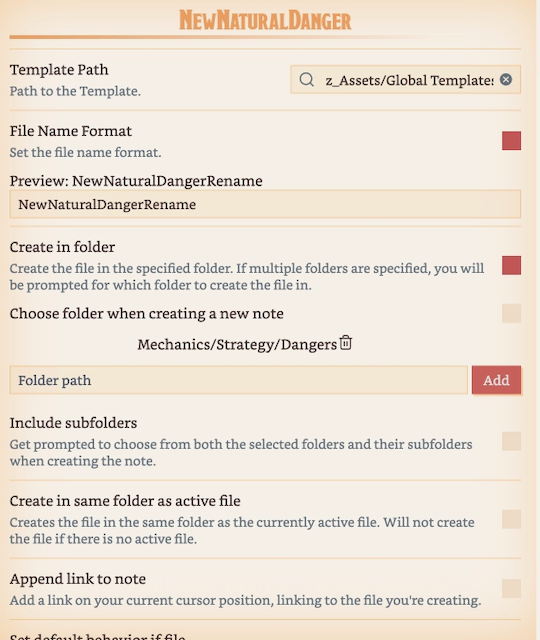 NewNaturalDanger
Template Path
Path to the Template.
z_Assets/Global Templates
File Name Format
Set the file name format.
Preview: NewNaturalDangerRename
NewNaturalDangerRename
Create in folder
Create the file in the specified folder. If multiple folders are specified, you will
be prompted for which folder to create the file in.
Choose folder when creating a new note
Mechanics/Strategy/Dangers
Folder path
Add
Include subfolders
Get prompted to choose from both the selected folders and their subfolders
when creating the note.
Create in same folder as active file
Creates the file in the same folder as the currently active file. Will not create
the file if there is no active file.
Append link to note
Add a link on your current cursor position, linking to the file you're creating.
Set default behavior if file